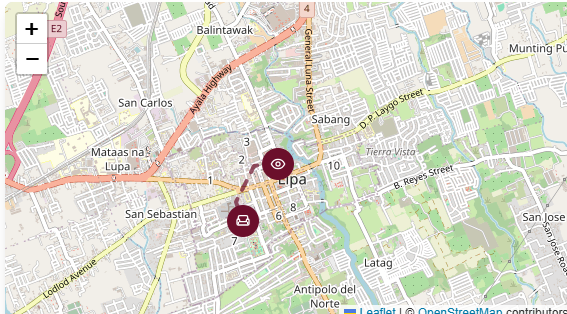 +
−
Sou
E2
4
Balintawak
General Luna Street
Munting Pu
Ayala Highway
San Carlos
D. P. Laygo Street
Sabang
3
Mataas na
Lupa
2
Tierra Vista
10
1
Lipa
B. Reyes Street
San Sebastian
8
6
San Jose
7
San Jose Road
Lodlod Avenue
Latag
Antipolo del
Norte
Leaflet | © OpenStreetMap contributors